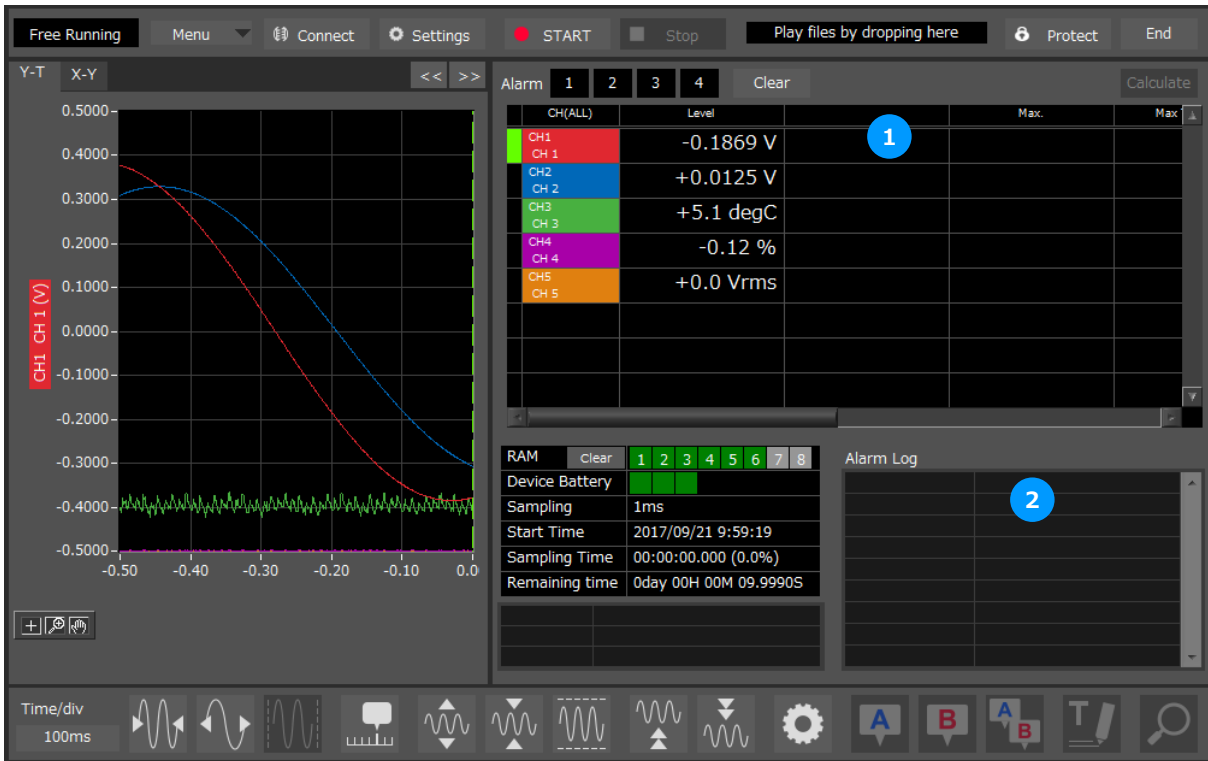 Free Running Menu Connect Settings START Stop Play files by dropping here Protect End
Y-T X-Y << >>
Alarm 1 2 3 4 Clear Calculate
CH(ALL) Level Max. Max
CH1
CH 1 -0.1869 V
CH2
CH 2 +0.0125 V
CH3
CH 3 +5.1 degC
CH4
CH 4 -0.12 %
CH5
CH 5 +0.0 Vrms
1
0.5000
0.4000
0.3000
0.2000
0.1000
0.0000
-0.1000
-0.2000
-0.3000
-0.4000
-0.5000
CH1 CH 1 (V)
-0.50 -0.40 -0.30 -0.20 -0.10 0.0
RAM Clear 1 2 3 4 5 6 7 8
Device Battery
Sampling 1ms
Start Time 2017/09/21 9:59:19
Sampling Time 00:00:00.000 (0.0%)
Remaining time 0day 00H 00M 09.9990S
Alarm Log
2
Time/div
100ms
A B A B T